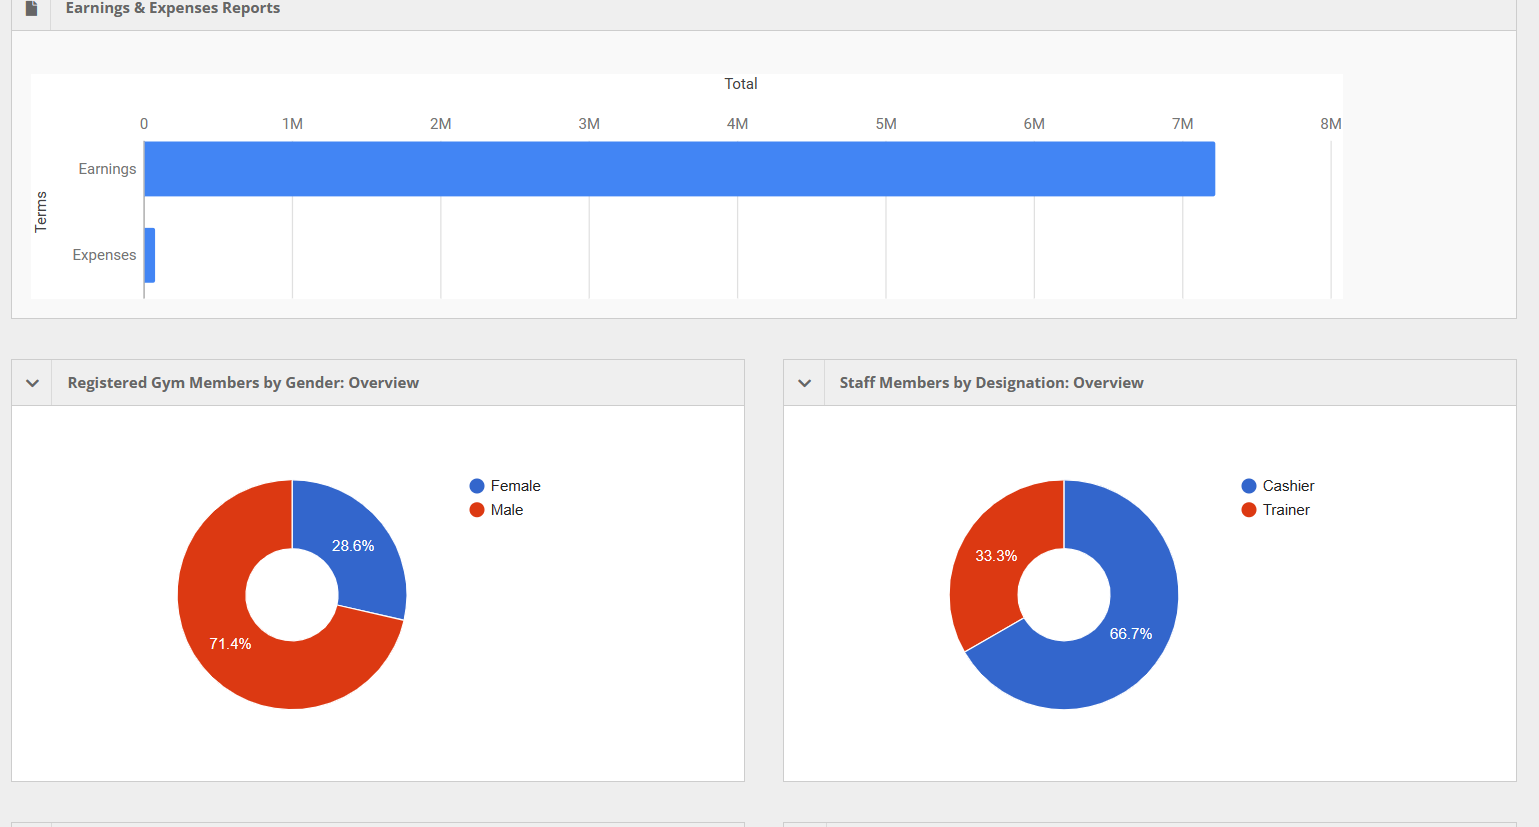 Earnings & Expenses Reports
Total
0 1M 2M 3M 4M 5M 6M 7M 8M
Terms
Earnings
Expenses
Registered Gym Members by Gender: Overview
Female
Male
28.6%
71.4%
Staff Members by Designation: Overview
Cashier
Trainer
33.3%
66.7%